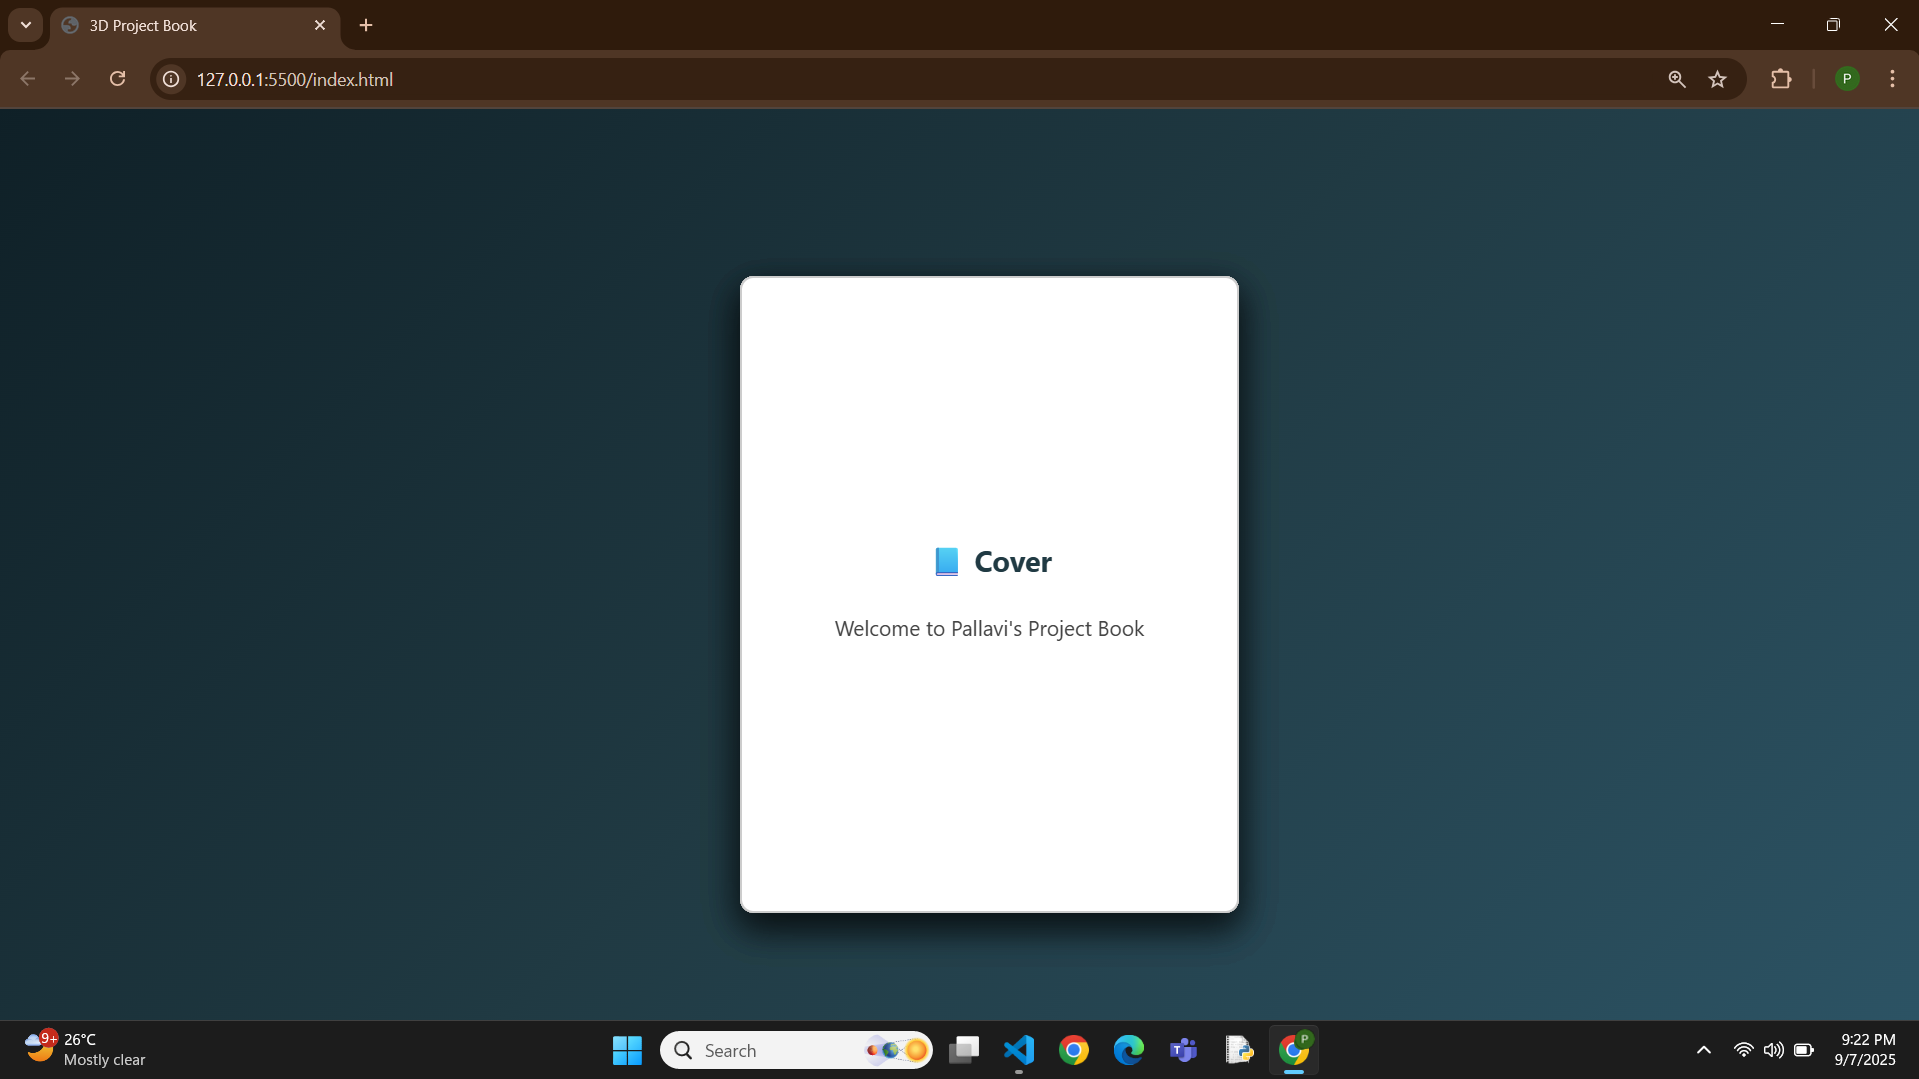 3D Project Book
127.0.0.1:5500/index.html
P
📘 Cover
Welcome to Pallavi's Project Book
9+
26°C
Mostly clear
Search
T
P
9:22 PM
9/7/2025